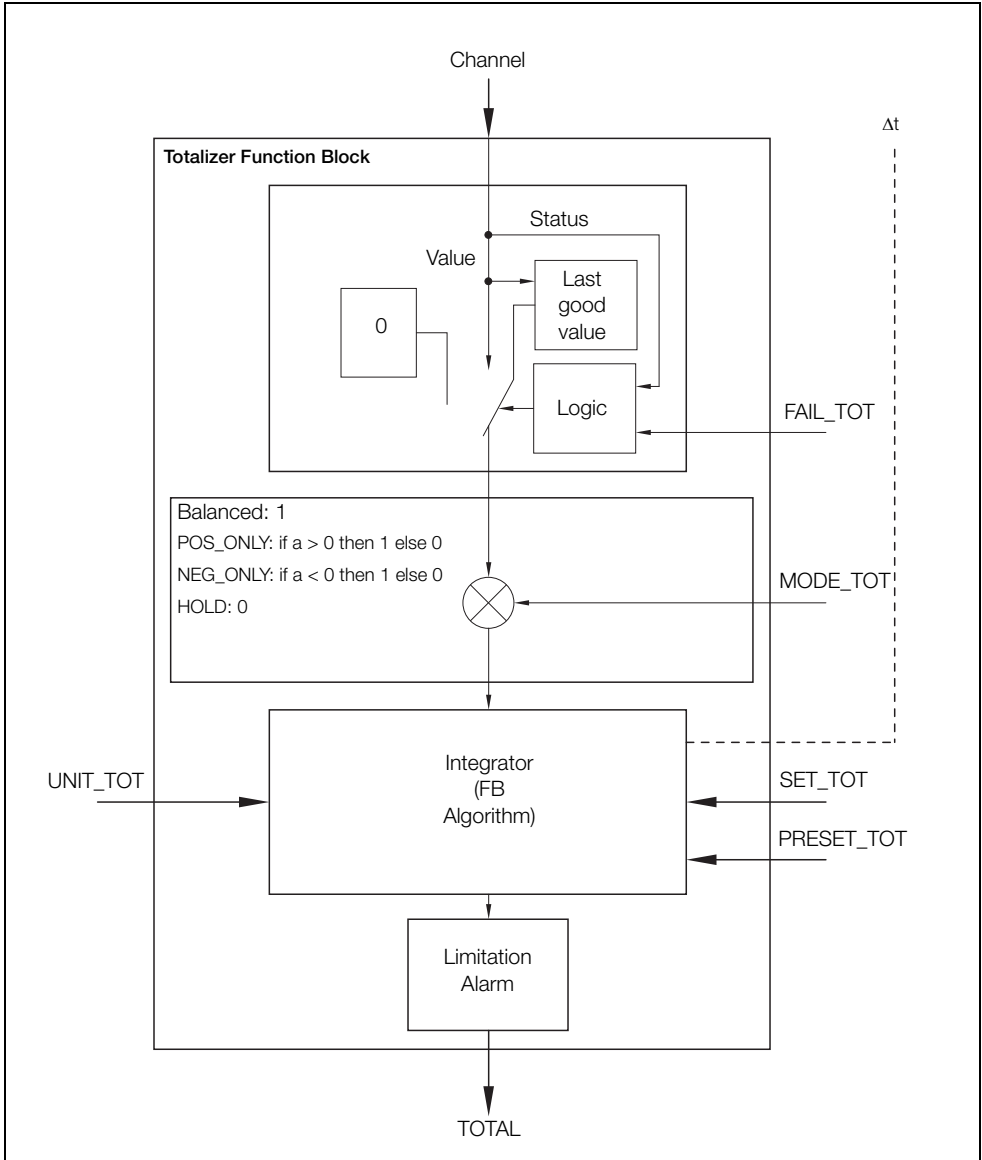 Channel
Δt
Totalizer Function Block
Status
Value
Last
good
value
0
Logic
FAIL_TOT
Balanced: 1
POS_ONLY: if a > 0 then 1 else 0
NEG_ONLY: if a < 0 then 1 else 0
HOLD: 0
MODE_TOT
Integrator
(FB
Algorithm)
UNIT_TOT
SET_TOT
PRESET_TOT
Limitation
Alarm
TOTAL